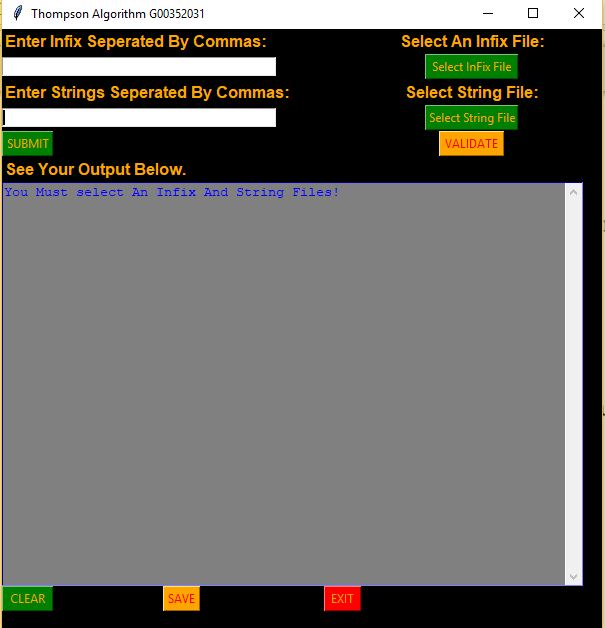 Thompson Algorithm G00352031
Enter Infix Seperated By Commas:
Select An Infix File:
Select InFix File
Enter Strings Seperated By Commas:
Select String File:
Select String File
SUBMIT
VALIDATE
See Your Output Below.
You Must select An Infix And String Files!
CLEAR
SAVE
EXIT